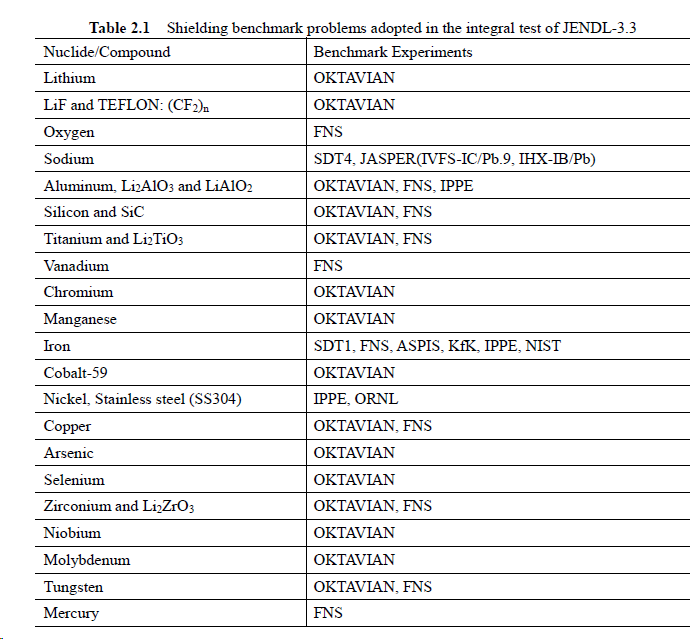 Table 2.1 Shielding benchmark problems adopted in the integral test of JENDL-3.3
Nuclide/Compound Benchmark Experiments
Lithium OKTAVIAN
LiF and TEFLON: (CF₂)ₙ OKTAVIAN
Oxygen FNS
Sodium SDT4, JASPER(IVFS-IC/Pb.9, IHX-IB/Pb)
Aluminum, Li₂AlO₃ and LiAlO₂ OKTAVIAN, FNS, IPPE
Silicon and SiC OKTAVIAN, FNS
Titanium and Li₂TiO₃ OKTAVIAN, FNS
Vanadium FNS
Chromium OKTAVIAN
Manganese OKTAVIAN
Iron SDT1, FNS, ASPIS, KfK, IPPE, NIST
Cobalt-59 OKTAVIAN
Nickel, Stainless steel (SS304) IPPE, ORNL
Copper OKTAVIAN, FNS
Arsenic OKTAVIAN
Selenium OKTAVIAN
Zirconium and Li₂ZrO₃ OKTAVIAN, FNS
Niobium OKTAVIAN
Molybdenum OKTAVIAN
Tungsten OKTAVIAN, FNS
Mercury FNS